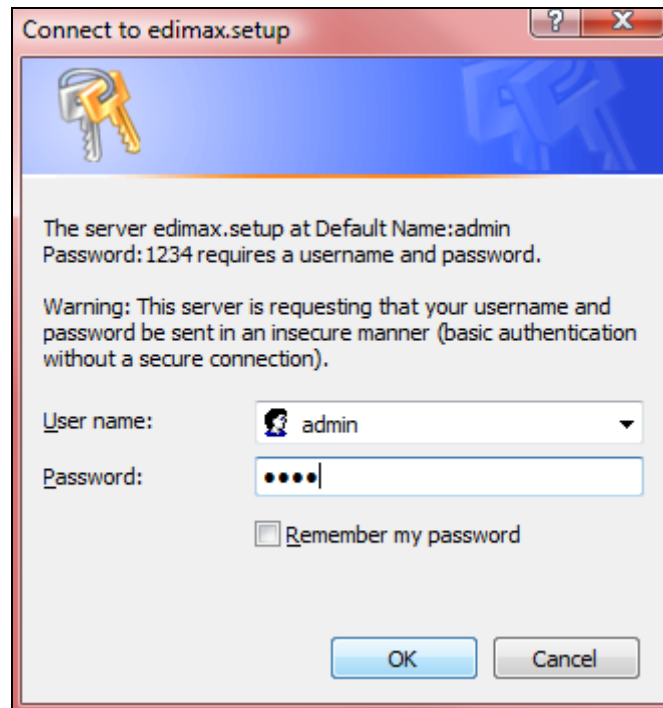 Connect to edimax.setup
The server edimax.setup at Default Name:admin
Password:1234 requires a username and password.
Warning: This server is requesting that your username and
password be sent in an insecure manner (basic authentication
without a secure connection).
User name:
admin
Password:
••••
Remember my password
OK
Cancel